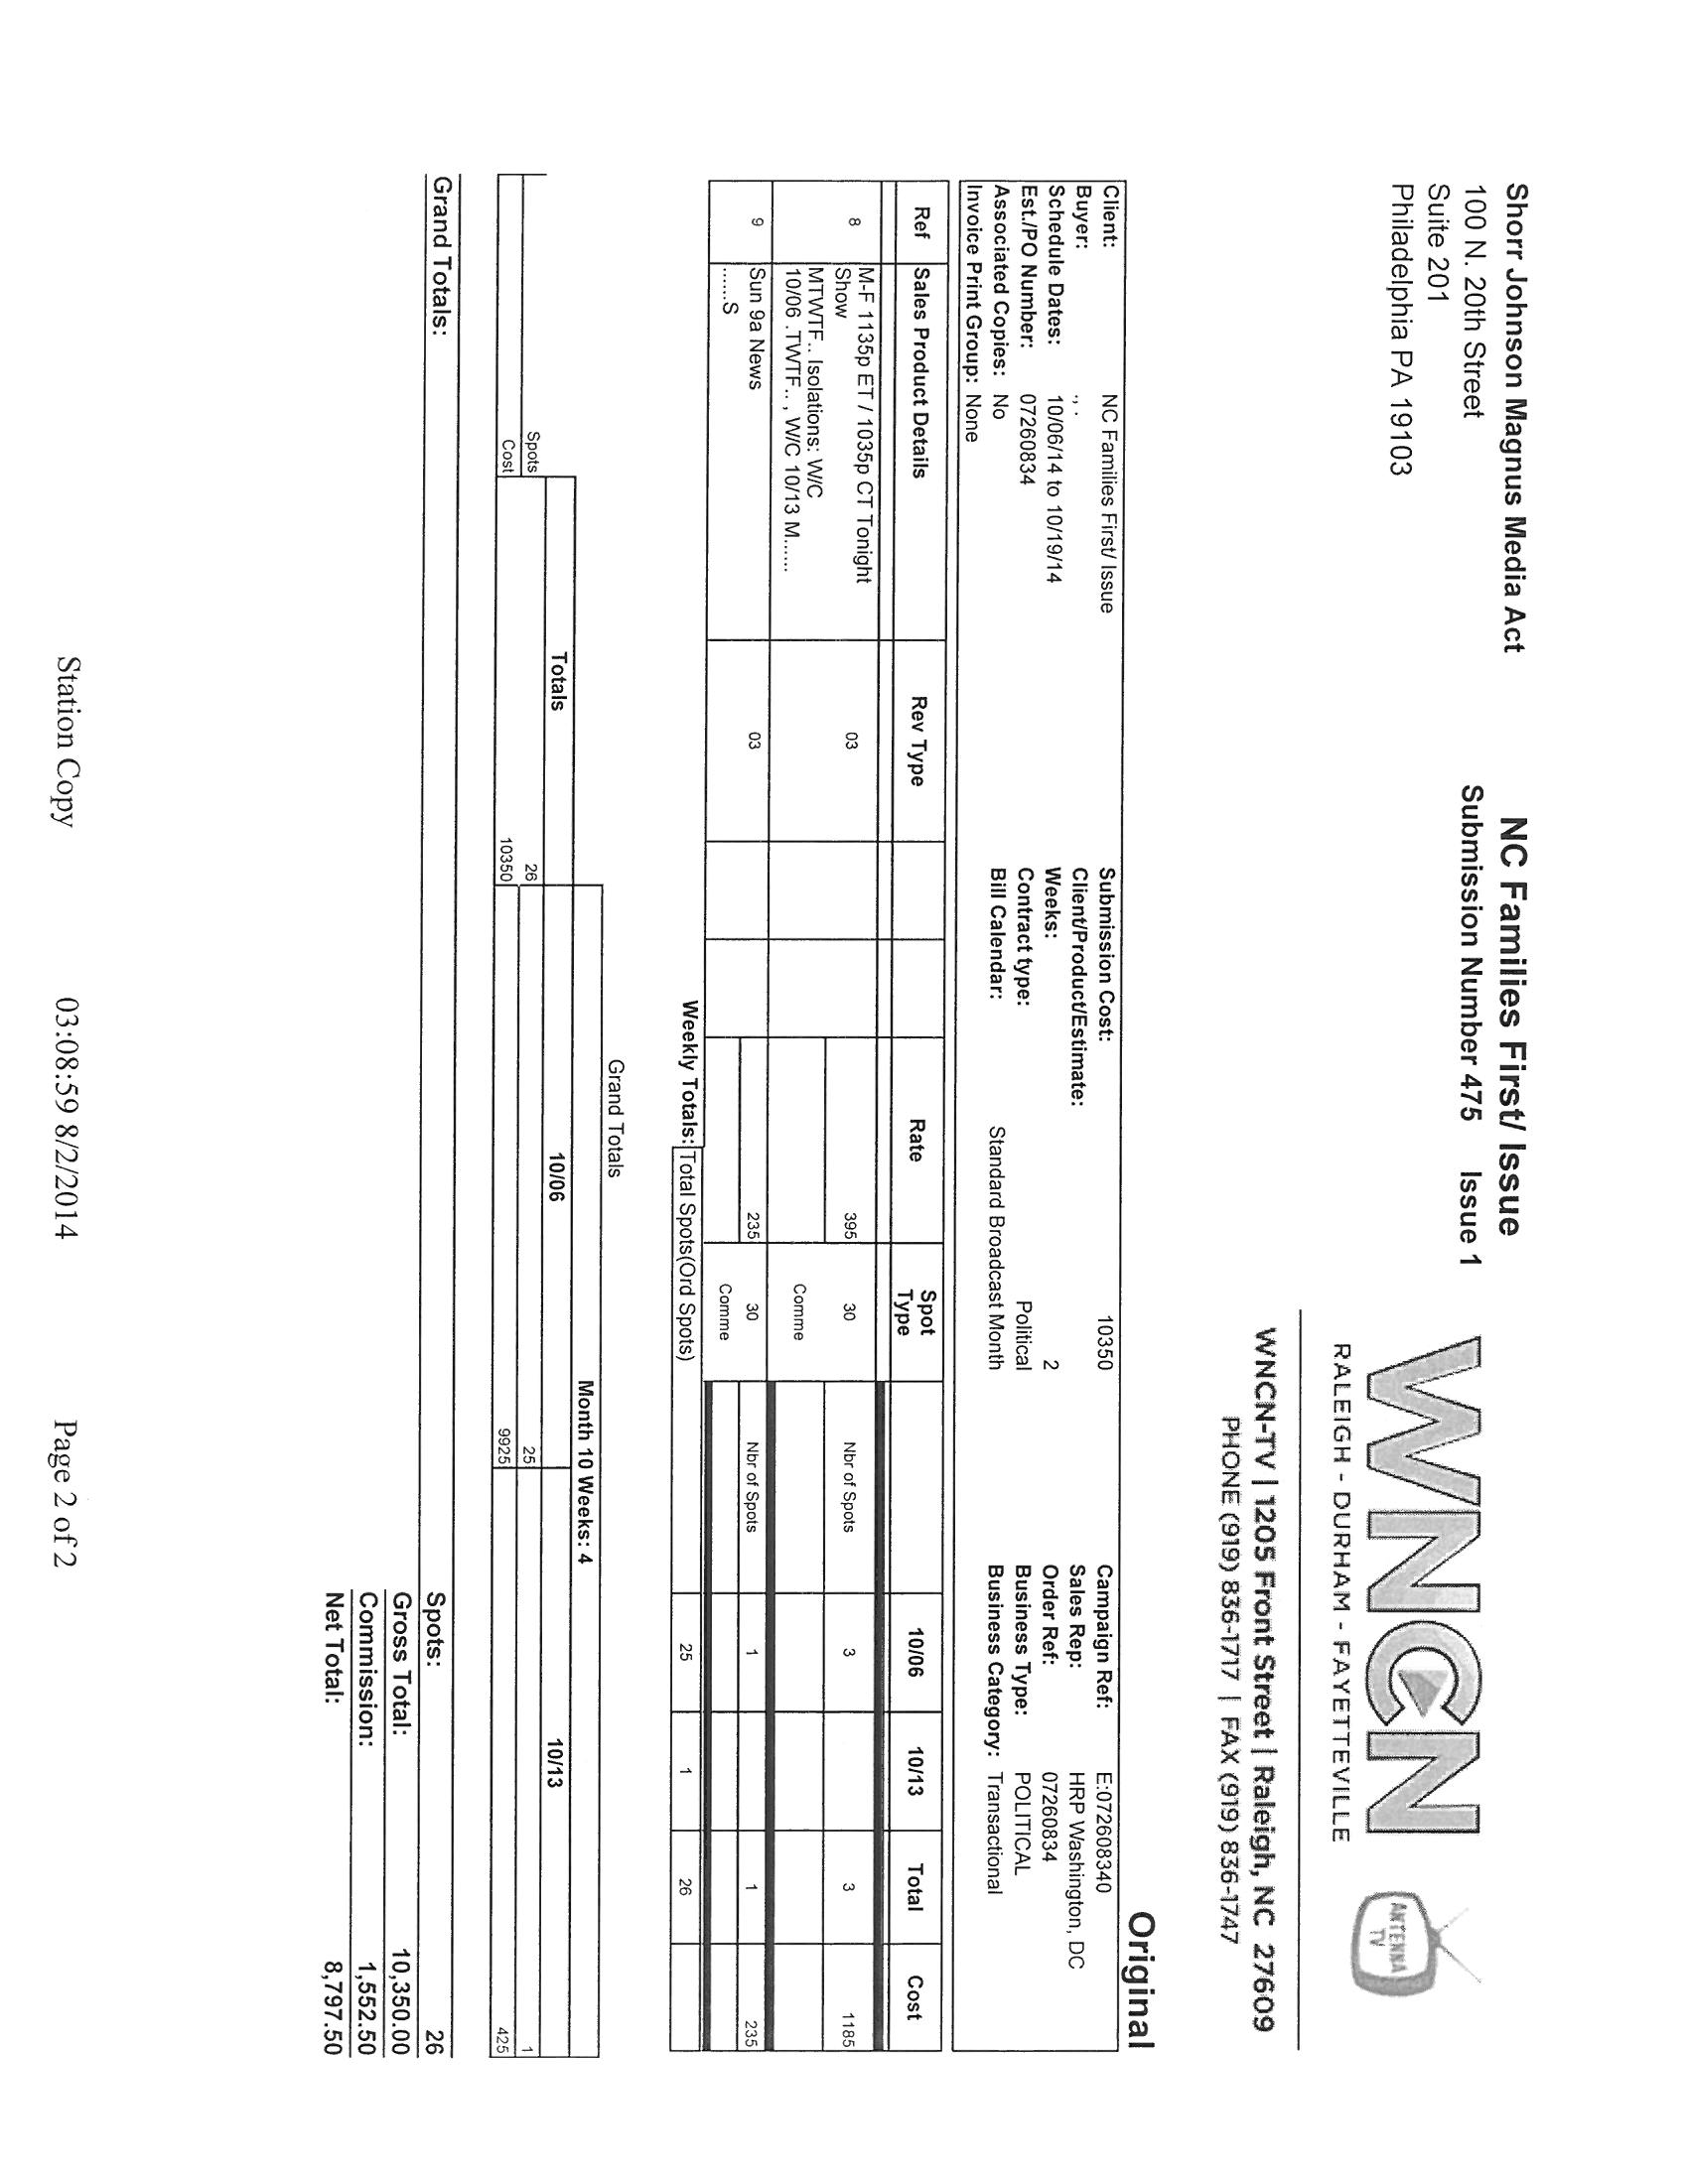 Shorr Johnson Magnus Media Act
100 N. 20th Street
Suite 201
Philadelphia PA 19103
NC Families First/ Issue
Submission Number 475 Issue 1
WNCN
RALEIGH - DURHAM - FAYETTEVILLE
ANTENNA
TV
WNCN-TV | 1205 Front Street | Raleigh, NC 27609
PHONE (919) 836-1717 | FAX (919) 836-1747
Original
Client: NC Families First/ Issue Submission Cost: 10350 Campaign Ref: E:072608340
Buyer: ., . Client/Product/Estimate: Sales Rep: HRP Washington, DC
Schedule Dates: 10/06/14 to 10/19/14 Weeks: 2 Order Ref: 07260834
Est./PO Number: 07260834 Contract type: Political Business Type: POLITICAL
Associated Copies: No Bill Calendar: Standard Broadcast Month Business Category: Transactional
Invoice Print Group: None
Ref Sales Product Details Rev Type Rate Spot Type 10/06 10/13 Total Cost
8 M-F 1135p ET / 1035p CT Tonight 03 395 30 Nbr of Spots 3 3 1185
Show
MTWTF.. Isolations: W/C Comme
10/06 .TWTF.. , W/C 10/13 M......
9 Sun 9a News 03 235 30 Nbr of Spots 1 1 235
......S Comme
Weekly Totals: Total Spots(Ord Spots) 25 1 26
Grand Totals
Month 10 Weeks: 4
Totals 10/06 10/13
Spots 26 25 1
Cost 10350 9925 425
Grand Totals: Spots: 26
Gross Total: 10,350.00
Commission: 1,552.50
Net Total: 8,797.50
Station Copy 03:08:59 8/2/2014 Page 2 of 2